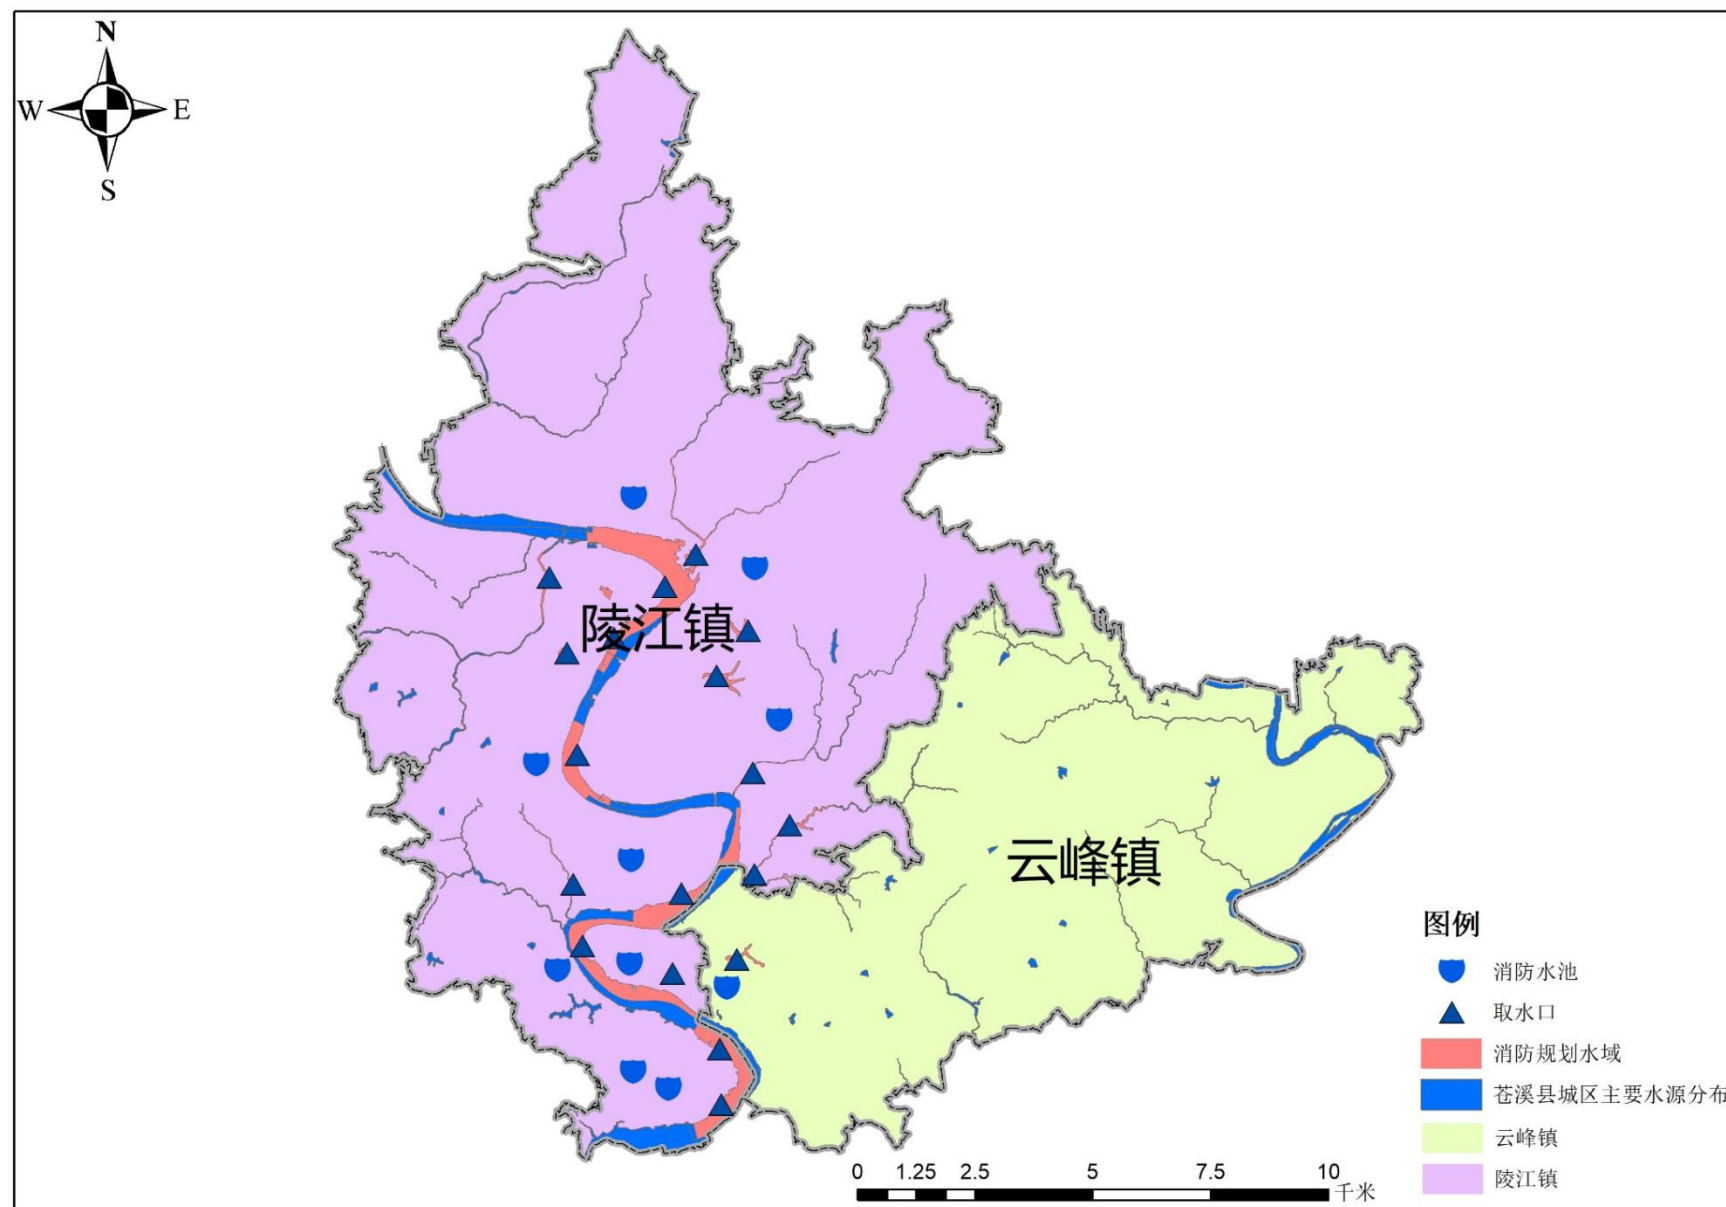 N
W E
S
陵江镇
云峰镇
图例
消防水池
取水口
消防规划水域
苍溪县城区主要水源分布
云峰镇
陵江镇
0 1.25 2.5 5 7.5 10
千米